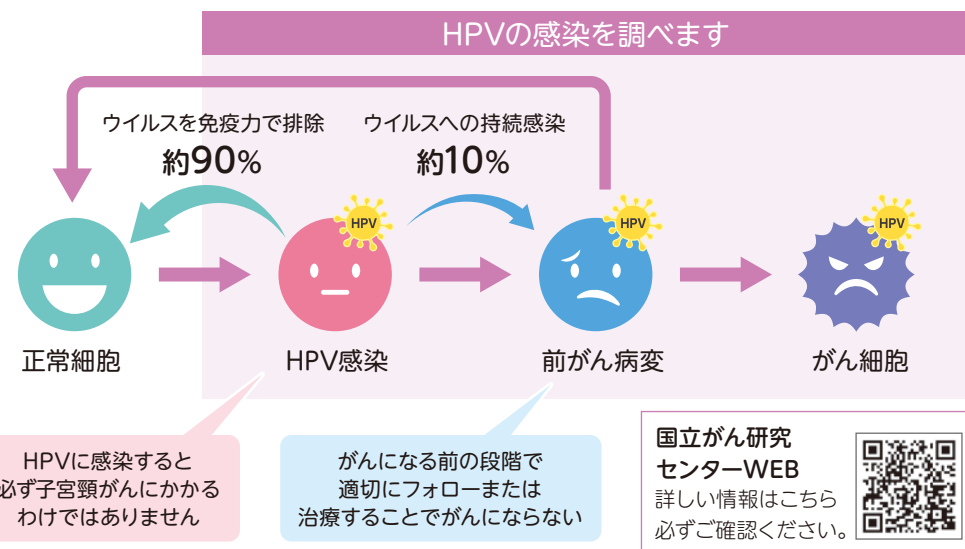 HPVの感染を調べます
ウイルスを免疫力で排除
約90%
ウイルスへの持続感染
約10%
HPV
HPV
HPV
正常細胞
HPV感染
前がん病変
がん細胞
HPVに感染すると
必ず子宮頸がんにかかる
わけではありません
がんになる前の段階で
適切にフォローまたは
治療することでがんにならない
国立がん研究
センターWEB
詳しい情報はこちら
必ずご確認ください。